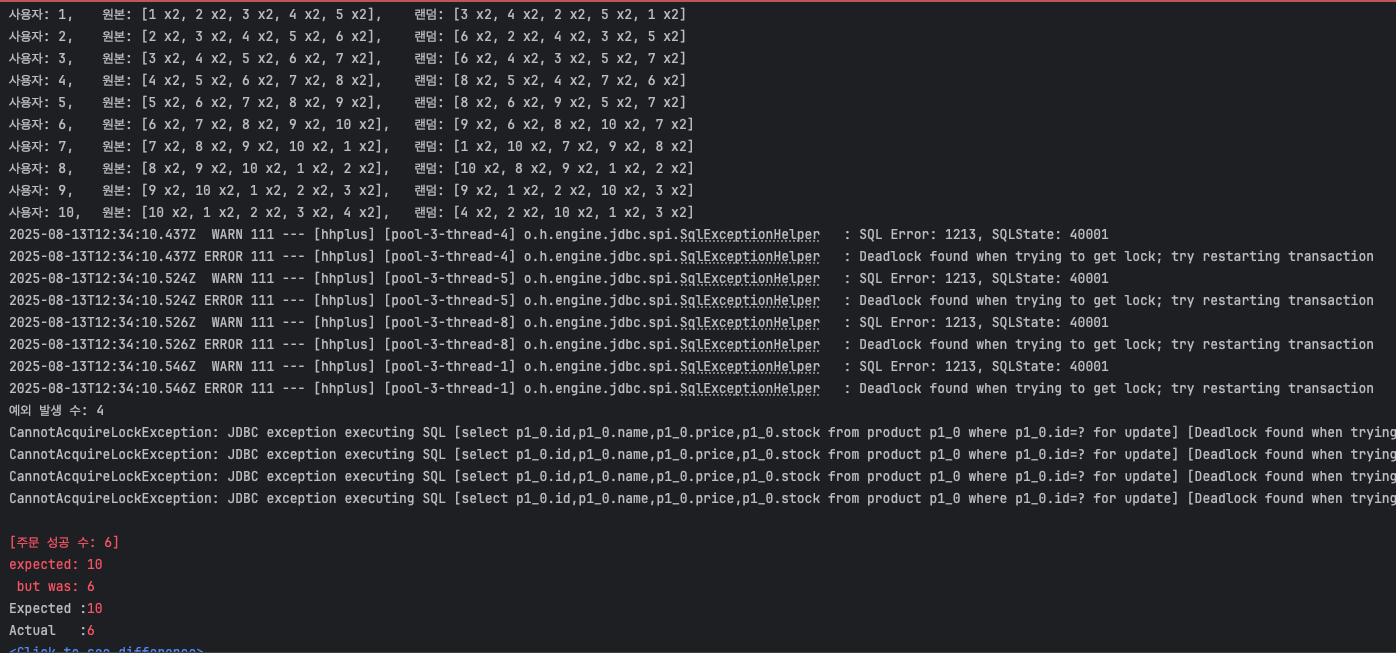 사용자: 1,    원본: [1 x2, 2 x2, 3 x2, 4 x2, 5 x2],    랜덤: [3 x2, 4 x2, 2 x2, 5 x2, 1 x2]
사용자: 2,    원본: [2 x2, 3 x2, 4 x2, 5 x2, 6 x2],    랜덤: [6 x2, 2 x2, 4 x2, 3 x2, 5 x2]
사용자: 3,    원본: [3 x2, 4 x2, 5 x2, 6 x2, 7 x2],    랜덤: [6 x2, 4 x2, 3 x2, 5 x2, 7 x2]
사용자: 4,    원본: [4 x2, 5 x2, 6 x2, 7 x2, 8 x2],    랜덤: [8 x2, 5 x2, 4 x2, 7 x2, 6 x2]
사용자: 5,    원본: [5 x2, 6 x2, 7 x2, 8 x2, 9 x2],    랜덤: [8 x2, 6 x2, 9 x2, 5 x2, 7 x2]
사용자: 6,    원본: [6 x2, 7 x2, 8 x2, 9 x2, 10 x2],   랜덤: [9 x2, 6 x2, 8 x2, 10 x2, 7 x2]
사용자: 7,    원본: [7 x2, 8 x2, 9 x2, 10 x2, 1 x2],   랜덤: [1 x2, 10 x2, 7 x2, 9 x2, 8 x2]
사용자: 8,    원본: [8 x2, 9 x2, 10 x2, 1 x2, 2 x2],   랜덤: [10 x2, 8 x2, 9 x2, 1 x2, 2 x2]
사용자: 9,    원본: [9 x2, 10 x2, 1 x2, 2 x2, 3 x2],   랜덤: [9 x2, 1 x2, 2 x2, 10 x2, 3 x2]
사용자: 10,   원본: [10 x2, 1 x2, 2 x2, 3 x2, 4 x2],   랜덤: [4 x2, 2 x2, 10 x2, 1 x2, 3 x2]
2025-08-13T12:34:10.437Z  WARN 111 --- [hhplus] [pool-3-thread-4] o.h.engine.jdbc.spi.SqlExceptionHelper   : SQL Error: 1213, SQLState: 40001
2025-08-13T12:34:10.437Z ERROR 111 --- [hhplus] [pool-3-thread-4] o.h.engine.jdbc.spi.SqlExceptionHelper   : Deadlock found when trying to get lock; try restarting transaction
2025-08-13T12:34:10.524Z  WARN 111 --- [hhplus] [pool-3-thread-5] o.h.engine.jdbc.spi.SqlExceptionHelper   : SQL Error: 1213, SQLState: 40001
2025-08-13T12:34:10.524Z ERROR 111 --- [hhplus] [pool-3-thread-5] o.h.engine.jdbc.spi.SqlExceptionHelper   : Deadlock found when trying to get lock; try restarting transaction
2025-08-13T12:34:10.526Z  WARN 111 --- [hhplus] [pool-3-thread-8] o.h.engine.jdbc.spi.SqlExceptionHelper   : SQL Error: 1213, SQLState: 40001
2025-08-13T12:34:10.526Z ERROR 111 --- [hhplus] [pool-3-thread-8] o.h.engine.jdbc.spi.SqlExceptionHelper   : Deadlock found when trying to get lock; try restarting transaction
2025-08-13T12:34:10.546Z  WARN 111 --- [hhplus] [pool-3-thread-1] o.h.engine.jdbc.spi.SqlExceptionHelper   : SQL Error: 1213, SQLState: 40001
2025-08-13T12:34:10.546Z ERROR 111 --- [hhplus] [pool-3-thread-1] o.h.engine.jdbc.spi.SqlExceptionHelper   : Deadlock found when trying to get lock; try restarting transaction
예외 발생 수: 4
CannotAcquireLockException: JDBC exception executing SQL [select p1_0.id,p1_0.name,p1_0.price,p1_0.stock from product p1_0 where p1_0.id=? for update] [Deadlock found when trying
CannotAcquireLockException: JDBC exception executing SQL [select p1_0.id,p1_0.name,p1_0.price,p1_0.stock from product p1_0 where p1_0.id=? for update] [Deadlock found when trying
CannotAcquireLockException: JDBC exception executing SQL [select p1_0.id,p1_0.name,p1_0.price,p1_0.stock from product p1_0 where p1_0.id=? for update] [Deadlock found when trying
CannotAcquireLockException: JDBC exception executing SQL [select p1_0.id,p1_0.name,p1_0.price,p1_0.stock from product p1_0 where p1_0.id=? for update] [Deadlock found when trying
[주문 성공 수: 6]
expected: 10
 but was: 6
Expected :10
Actual   :6
<Click to see difference>